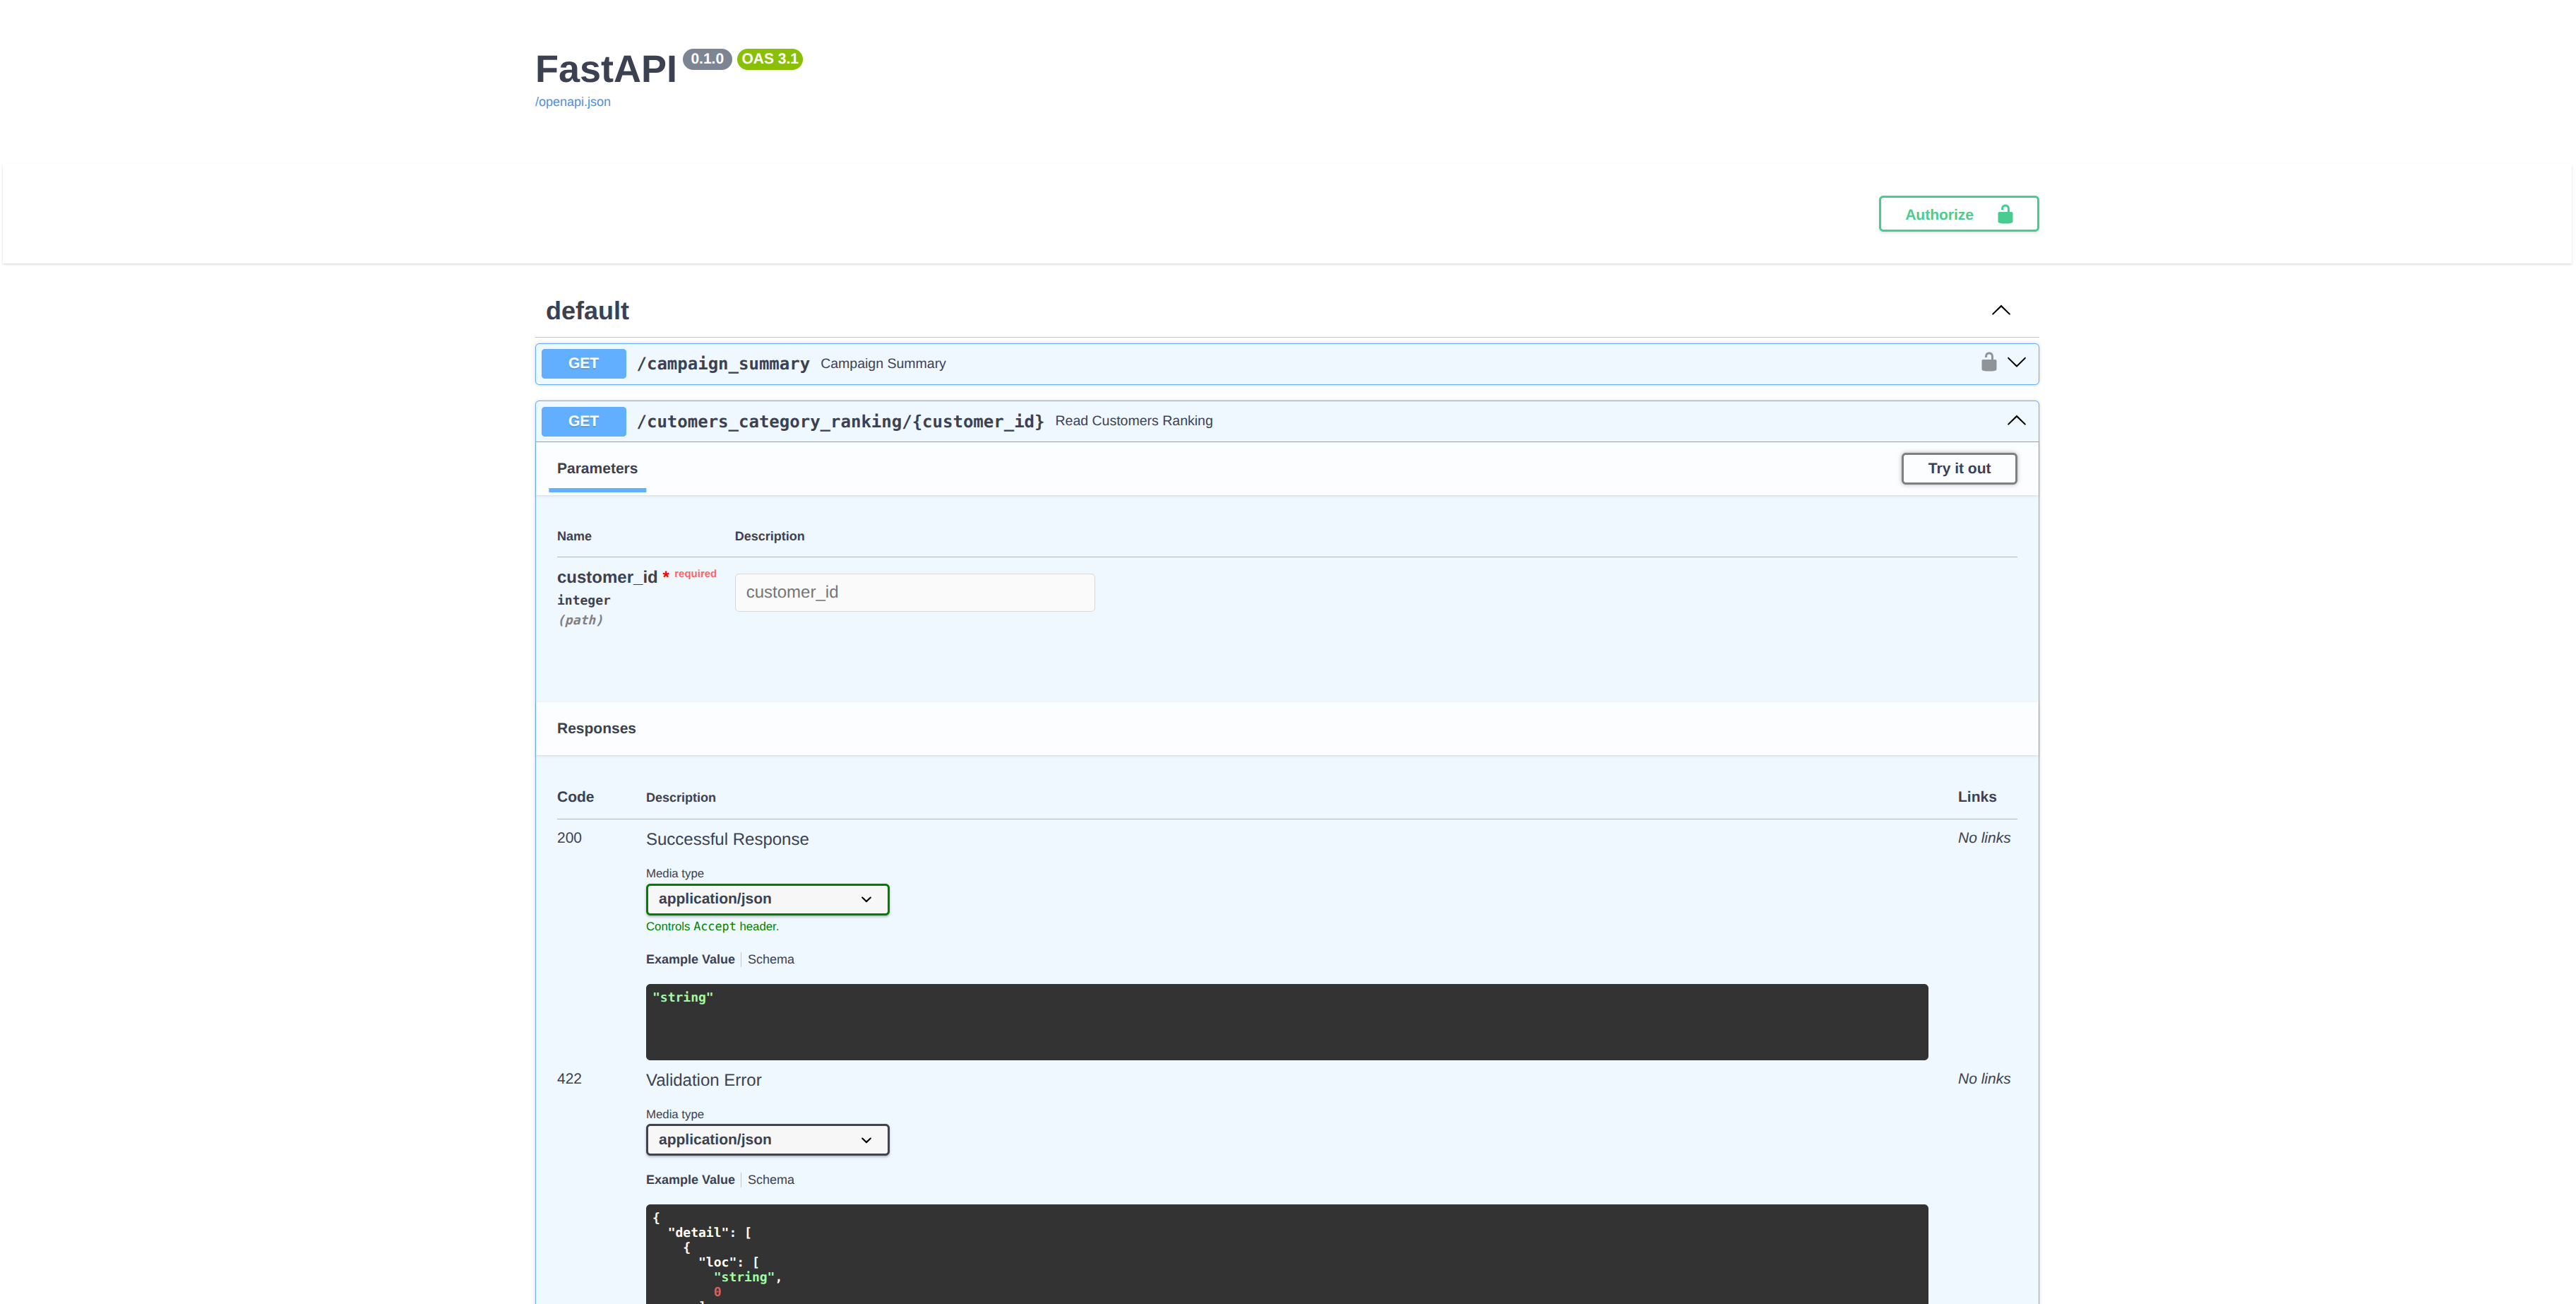 FastAPI 0.1.0 OAS 3.1
/openapi.json
Authorize
default
GET /campaign_summary Campaign Summary
GET /cutomers_category_ranking/{customer_id} Read Customers Ranking
Parameters
Try it out
Name Description
customer_id * required
integer
(path)
customer_id
Responses
Code Description Links
200 Successful Response No links
Media type
application/json
Controls Accept header.
Example Value Schema
"string"
422 Validation Error No links
Media type
application/json
Example Value Schema
{
"detail": [
{
"loc": [
"string",
0